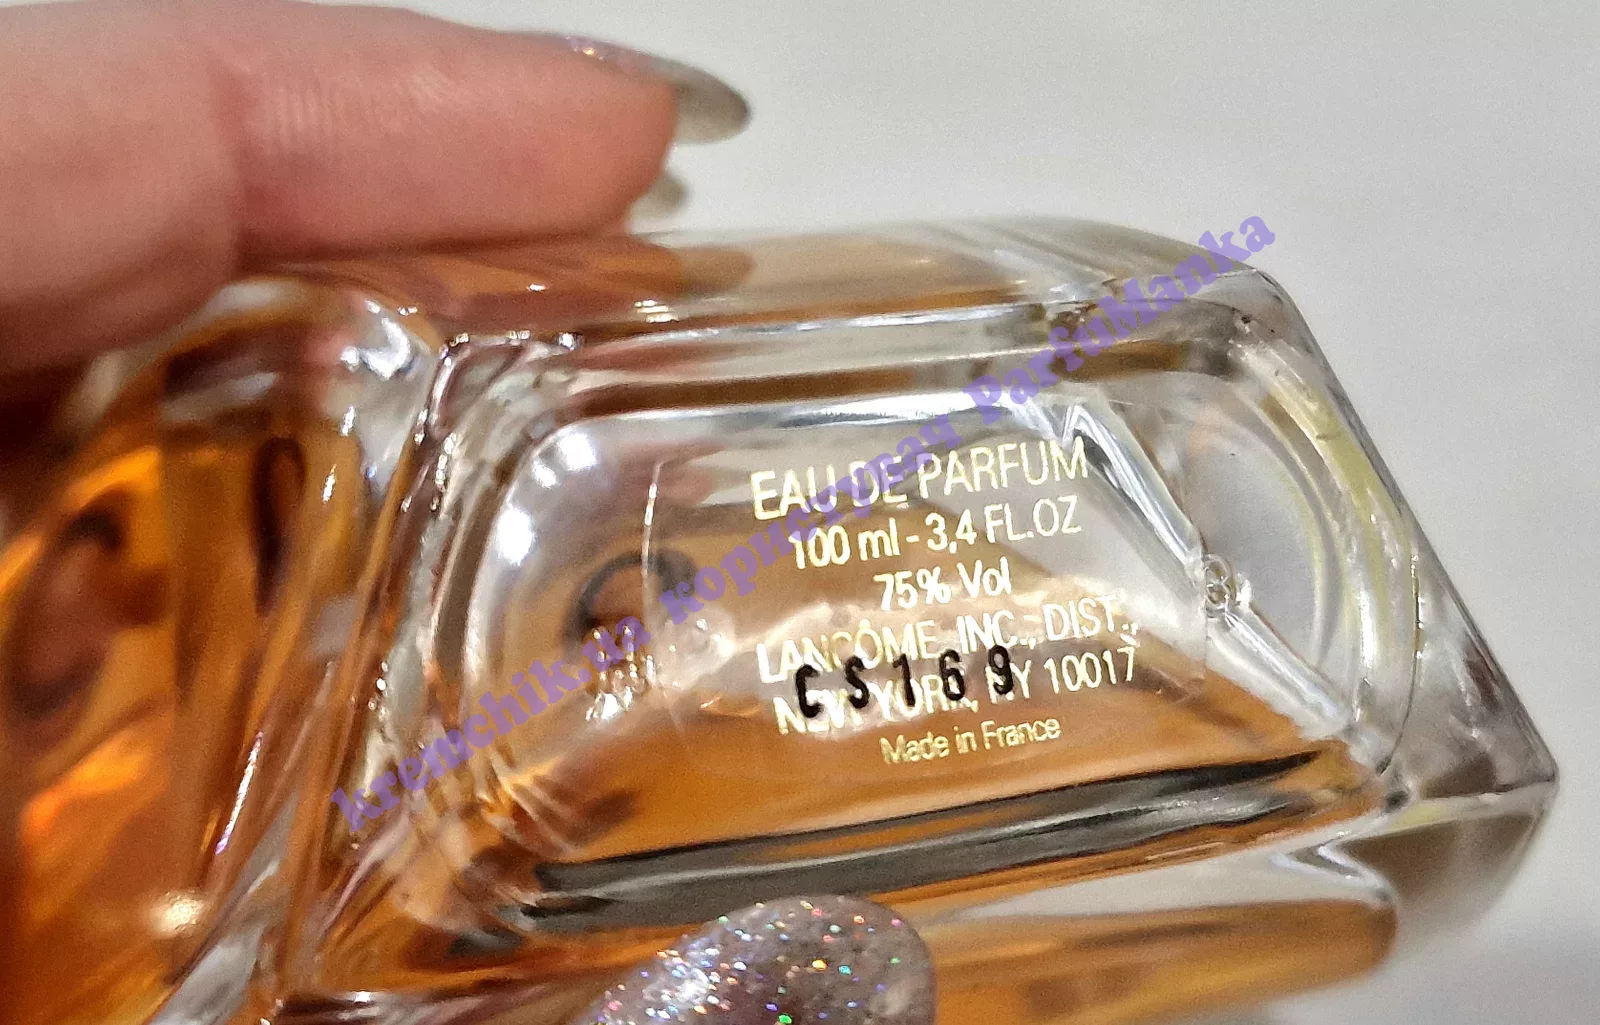 EAU DE PARFUM
100 ml - 3,4 FL.OZ
75% Vol
LANCÔME, INC., DIST.,
NEW YORK, NY 10017
CS169
Made in France
kremchik.ua користувач ParfuManka